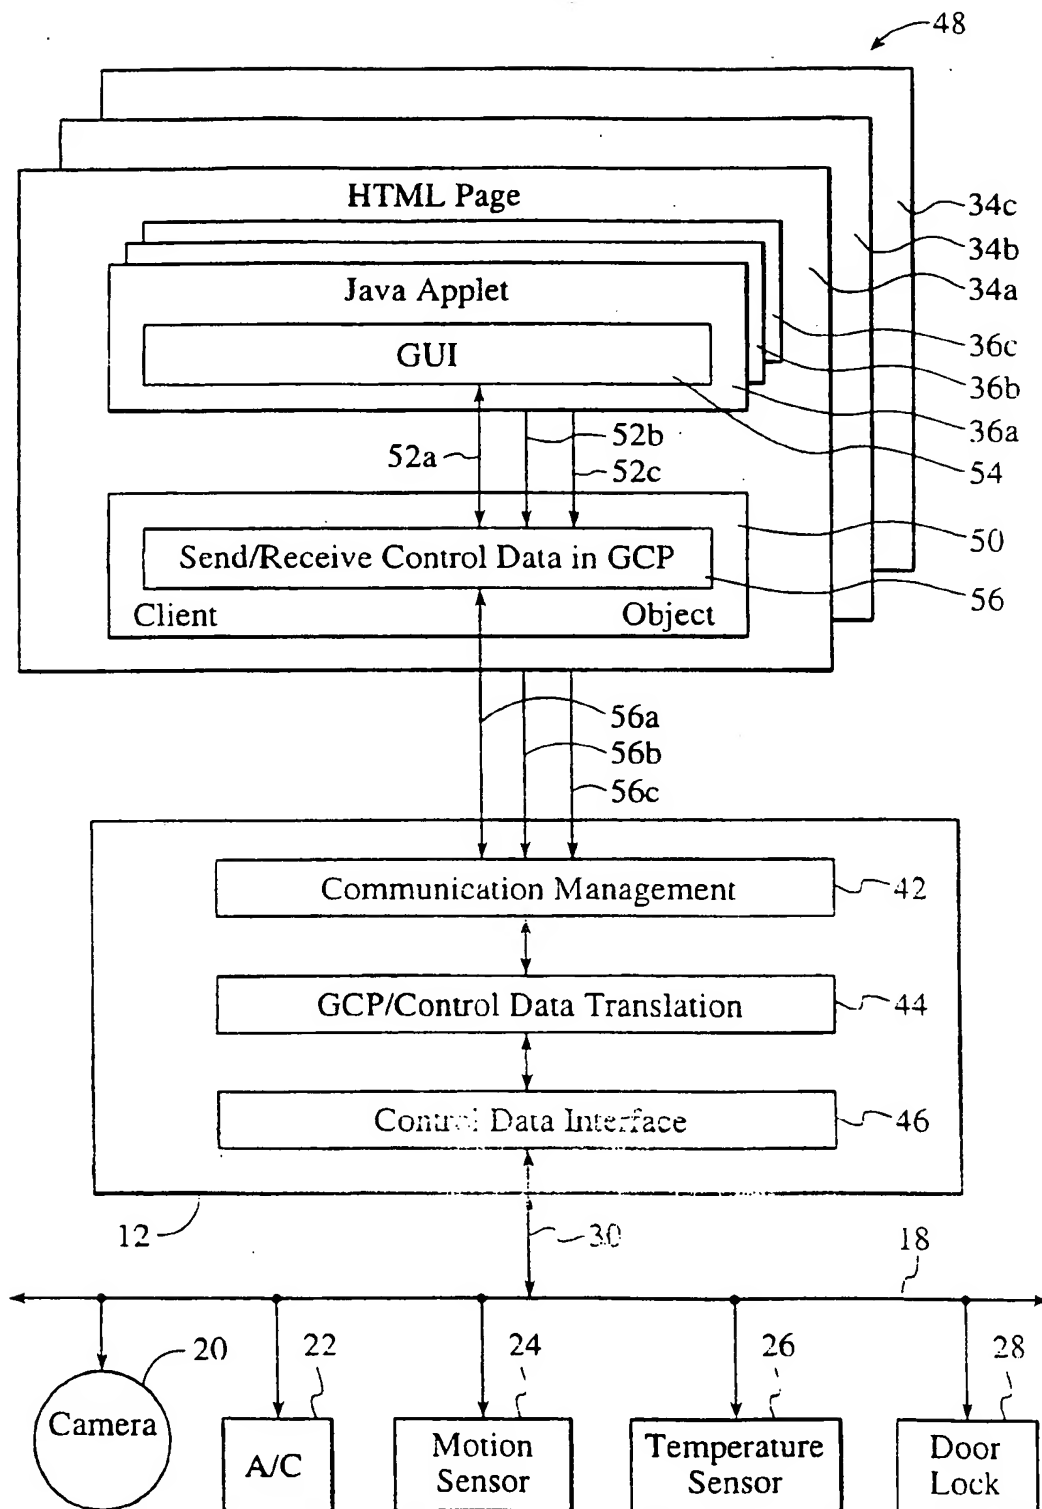 48
HTML Page
34c
34b
34a
Java Applet
36c
GUI
36b
36a
52b
52a
52c
54
50
Send/Receive Control Data in GCP
56
Client
Object
56a
56b
56c
Communication Management
42
GCP/Control Data Translation
44
Control Data Interface
46
12
30
18
20
22
24
26
28
Camera
A/C
Motion
Sensor
Temperature
Sensor
Door
Lock